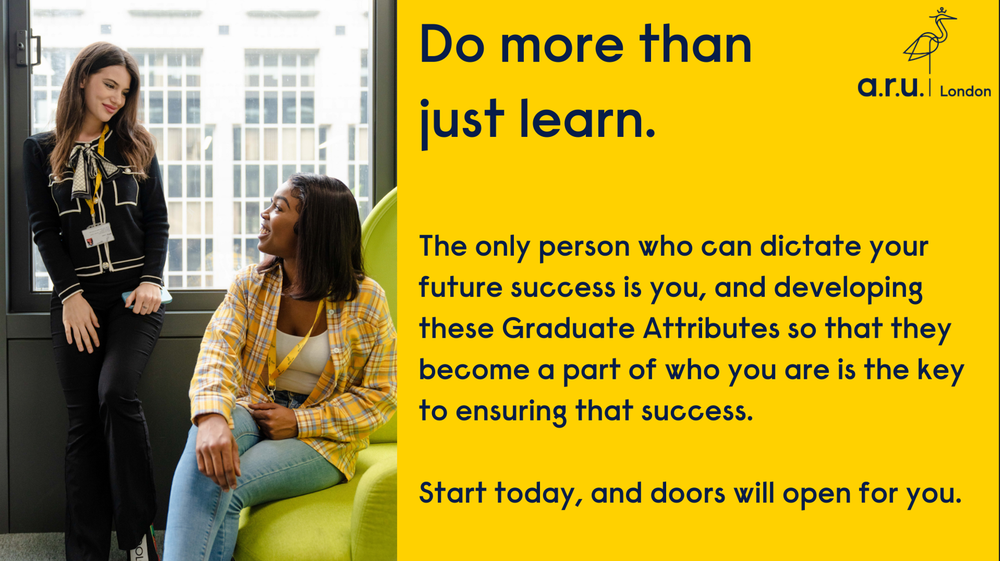 Do more than
just learn.
a.r.u. London
The only person who can dictate your
future success is you, and developing
these Graduate Attributes so that they
become a part of who you are is the key
to ensuring that success.
Start today, and doors will open for you.